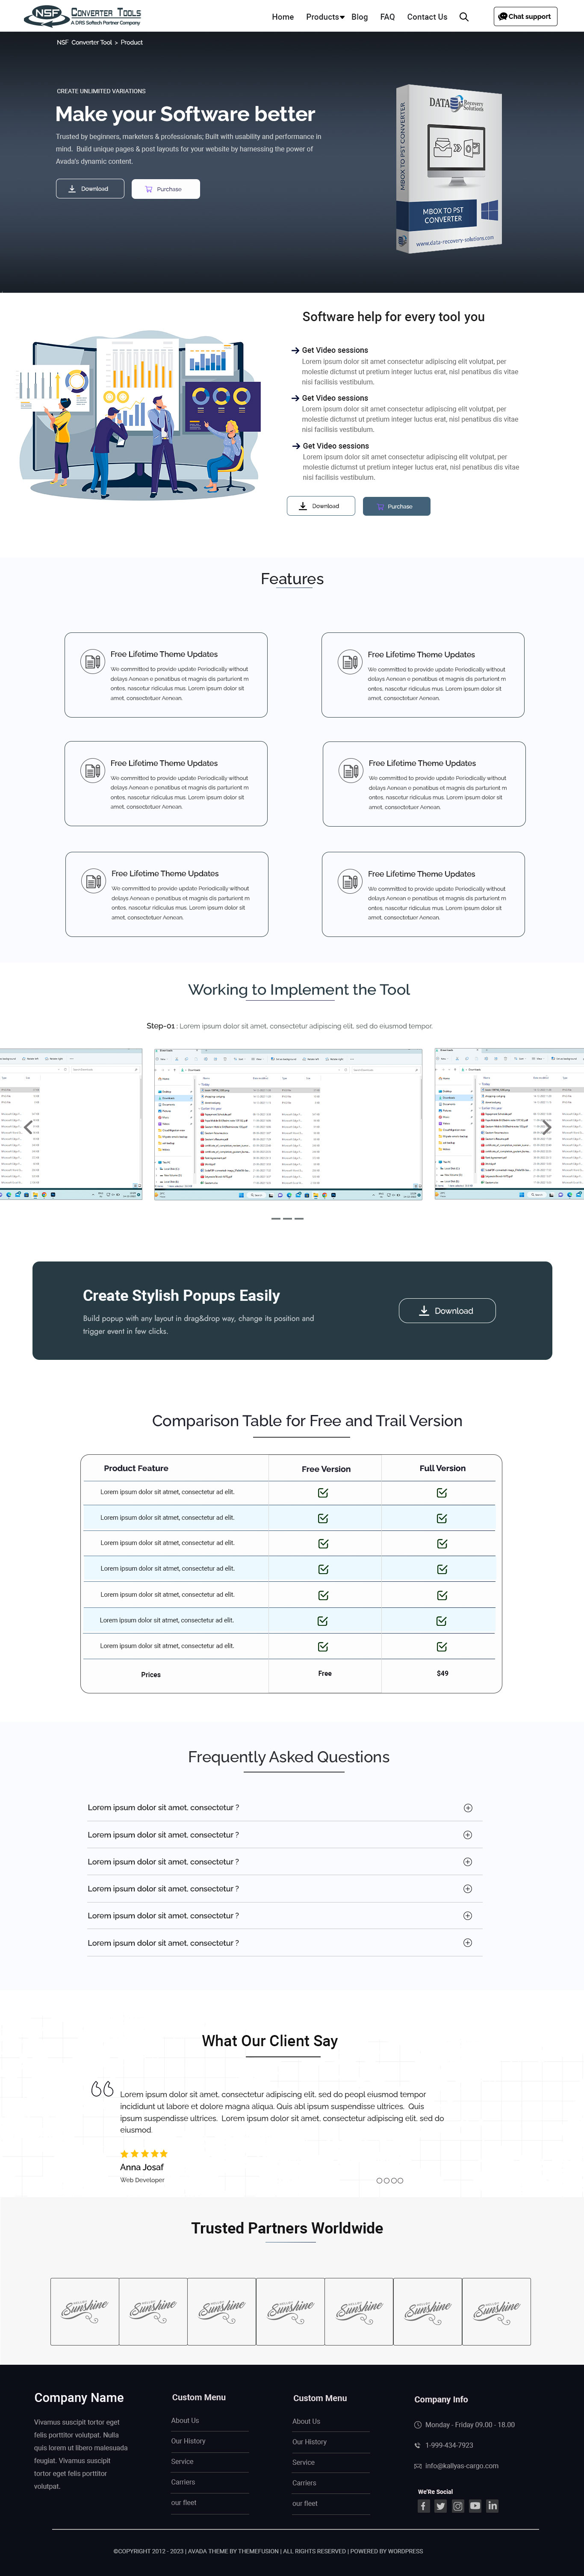 NSF CONVERTER TOOLS
A DRS Softech Partner Company
Home Products Blog FAQ Contact Us
Chat support
NSF Converter Tool > Product
CREATE UNLIMITED VARIATIONS
Make your Software better
Trusted by beginners, marketers & professionals; Built with usability and performance in
mind. Build unique pages & post layouts for your website by harnessing the power of
Avada's dynamic content.
Download Purchase
DATA Recovery Solutions
MBOX TO PST CONVERTER
MBOX TO PST
CONVERTER
www.data-recovery-solutions.com
Software help for every tool you
Get Video sessions
Lorem ipsum dolor sit amet consectetur adipiscing elit volutpat, per
molestie dictumst ut pretium integer luctus erat, nisl penatibus dis vitae
nisi facilisis vestibulum.
Get Video sessions
Lorem ipsum dolor sit amet consectetur adipiscing elit volutpat, per
molestie dictumst ut pretium integer luctus erat, nisl penatibus dis vitae
nisi facilisis vestibulum.
Get Video sessions
Lorem ipsum dolor sit amet consectetur adipiscing elit volutpat, per
molestie dictumst ut pretium integer luctus erat, nisl penatibus dis vitae
nisi facilisis vestibulum.
Download Purchase
Features
Free Lifetime Theme Updates
We committed to provide update Periodically without
delays Aenean e penatibus et magnis dis parturient m
ontes, nascetur ridiculus mus. Lorem ipsum dolor sit
amet, consectetuer Aenean.
Free Lifetime Theme Updates
We committed to provide update Periodically without
delays Aenean e penatibus et magnis dis parturient m
ontes, nascetur ridiculus mus. Lorem ipsum dolor sit
amet, consectetuer Aenean.
Free Lifetime Theme Updates
We committed to provide update Periodically without
delays Aenean e penatibus et magnis dis parturient m
ontes, nascetur ridiculus mus. Lorem ipsum dolor sit
amet, consectetuer Aenean.
Free Lifetime Theme Updates
We committed to provide update Periodically without
delays Aenean e penatibus et magnis dis parturient m
ontes, nascetur ridiculus mus. Lorem ipsum dolor sit
amet, consectetuer Aenean.
Free Lifetime Theme Updates
We committed to provide update Periodically without
delays Aenean e penatibus et magnis dis parturient m
ontes, nascetur ridiculus mus. Lorem ipsum dolor sit
amet, consectetuer Aenean.
Free Lifetime Theme Updates
We committed to provide update Periodically without
delays Aenean e penatibus et magnis dis parturient m
ontes, nascetur ridiculus mus. Lorem ipsum dolor sit
amet, consectetuer Aenean.
Working to Implement the Tool
Step-01 : Lorem ipsum dolor sit amet, consectetur adipiscing elit, sed do eiusmod tempor.
Create Stylish Popups Easily
Build popup with any layout in drag&drop way, change its position and
trigger event in few clicks.
Download
Comparison Table for Free and Trail Version
Product Feature Free Version Full Version
Lorem ipsum dolor sit atmet, consectetur ad elit.
Lorem ipsum dolor sit atmet, consectetur ad elit.
Lorem ipsum dolor sit atmet, consectetur ad elit.
Lorem ipsum dolor sit atmet, consectetur ad elit.
Lorem ipsum dolor sit atmet, consectetur ad elit.
Lorem ipsum dolor sit atmet, consectetur ad elit.
Lorem ipsum dolor sit atmet, consectetur ad elit.
Prices Free $49
Frequently Asked Questions
Lorem ipsum dolor sit amet, consectetur ?
Lorem ipsum dolor sit amet, consectetur ?
Lorem ipsum dolor sit amet, consectetur ?
Lorem ipsum dolor sit amet, consectetur ?
Lorem ipsum dolor sit amet, consectetur ?
Lorem ipsum dolor sit amet, consectetur ?
What Our Client Say
Lorem ipsum dolor sit amet, consectetur adipiscing elit, sed do peopl eiusmod tempor
incididunt ut labore et dolore magna aliqua. Quis abl ipsum suspendisse ultrices. Quis
ipsum suspendisse ultrices. Lorem ipsum dolor sit amet, consectetur adipiscing elit, sed do
eiusmod.
Anna Josaf
Web Developer
Trusted Partners Worldwide
Sunshine Sunshine Sunshine Sunshine Sunshine Sunshine Sunshine
Company Name
Vivamus suscipit tortor eget
felis porttitor volutpat. Nulla
quis lorem ut libero malesuada
feugiat. Vivamus suscipit
tortor eget felis porttitor
volutpat.
Custom Menu
About Us
Our History
Service
Carriers
our fleet
Custom Menu
About Us
Our History
Service
Carriers
our fleet
Company Info
Monday - Friday 09.00 - 18.00
1-999-434-7923
info@kallyas-cargo.com
We'Re Social
©COPYRIGHT 2012 - 2023 | AVADA THEME BY THEMEFUSION | ALL RIGHTS RESERVED | POWERED BY WORDPRESS